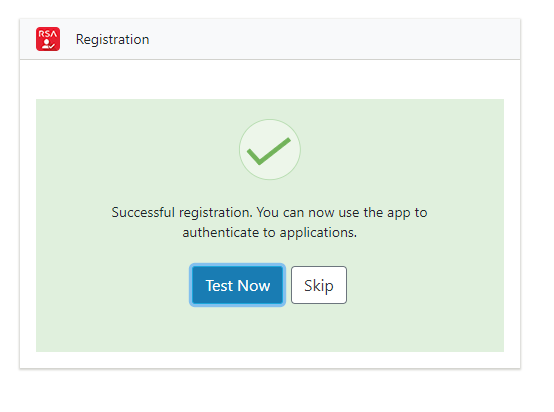 RSA
Registration
Successful registration. You can now use the app to
authenticate to applications.
Test Now
Skip